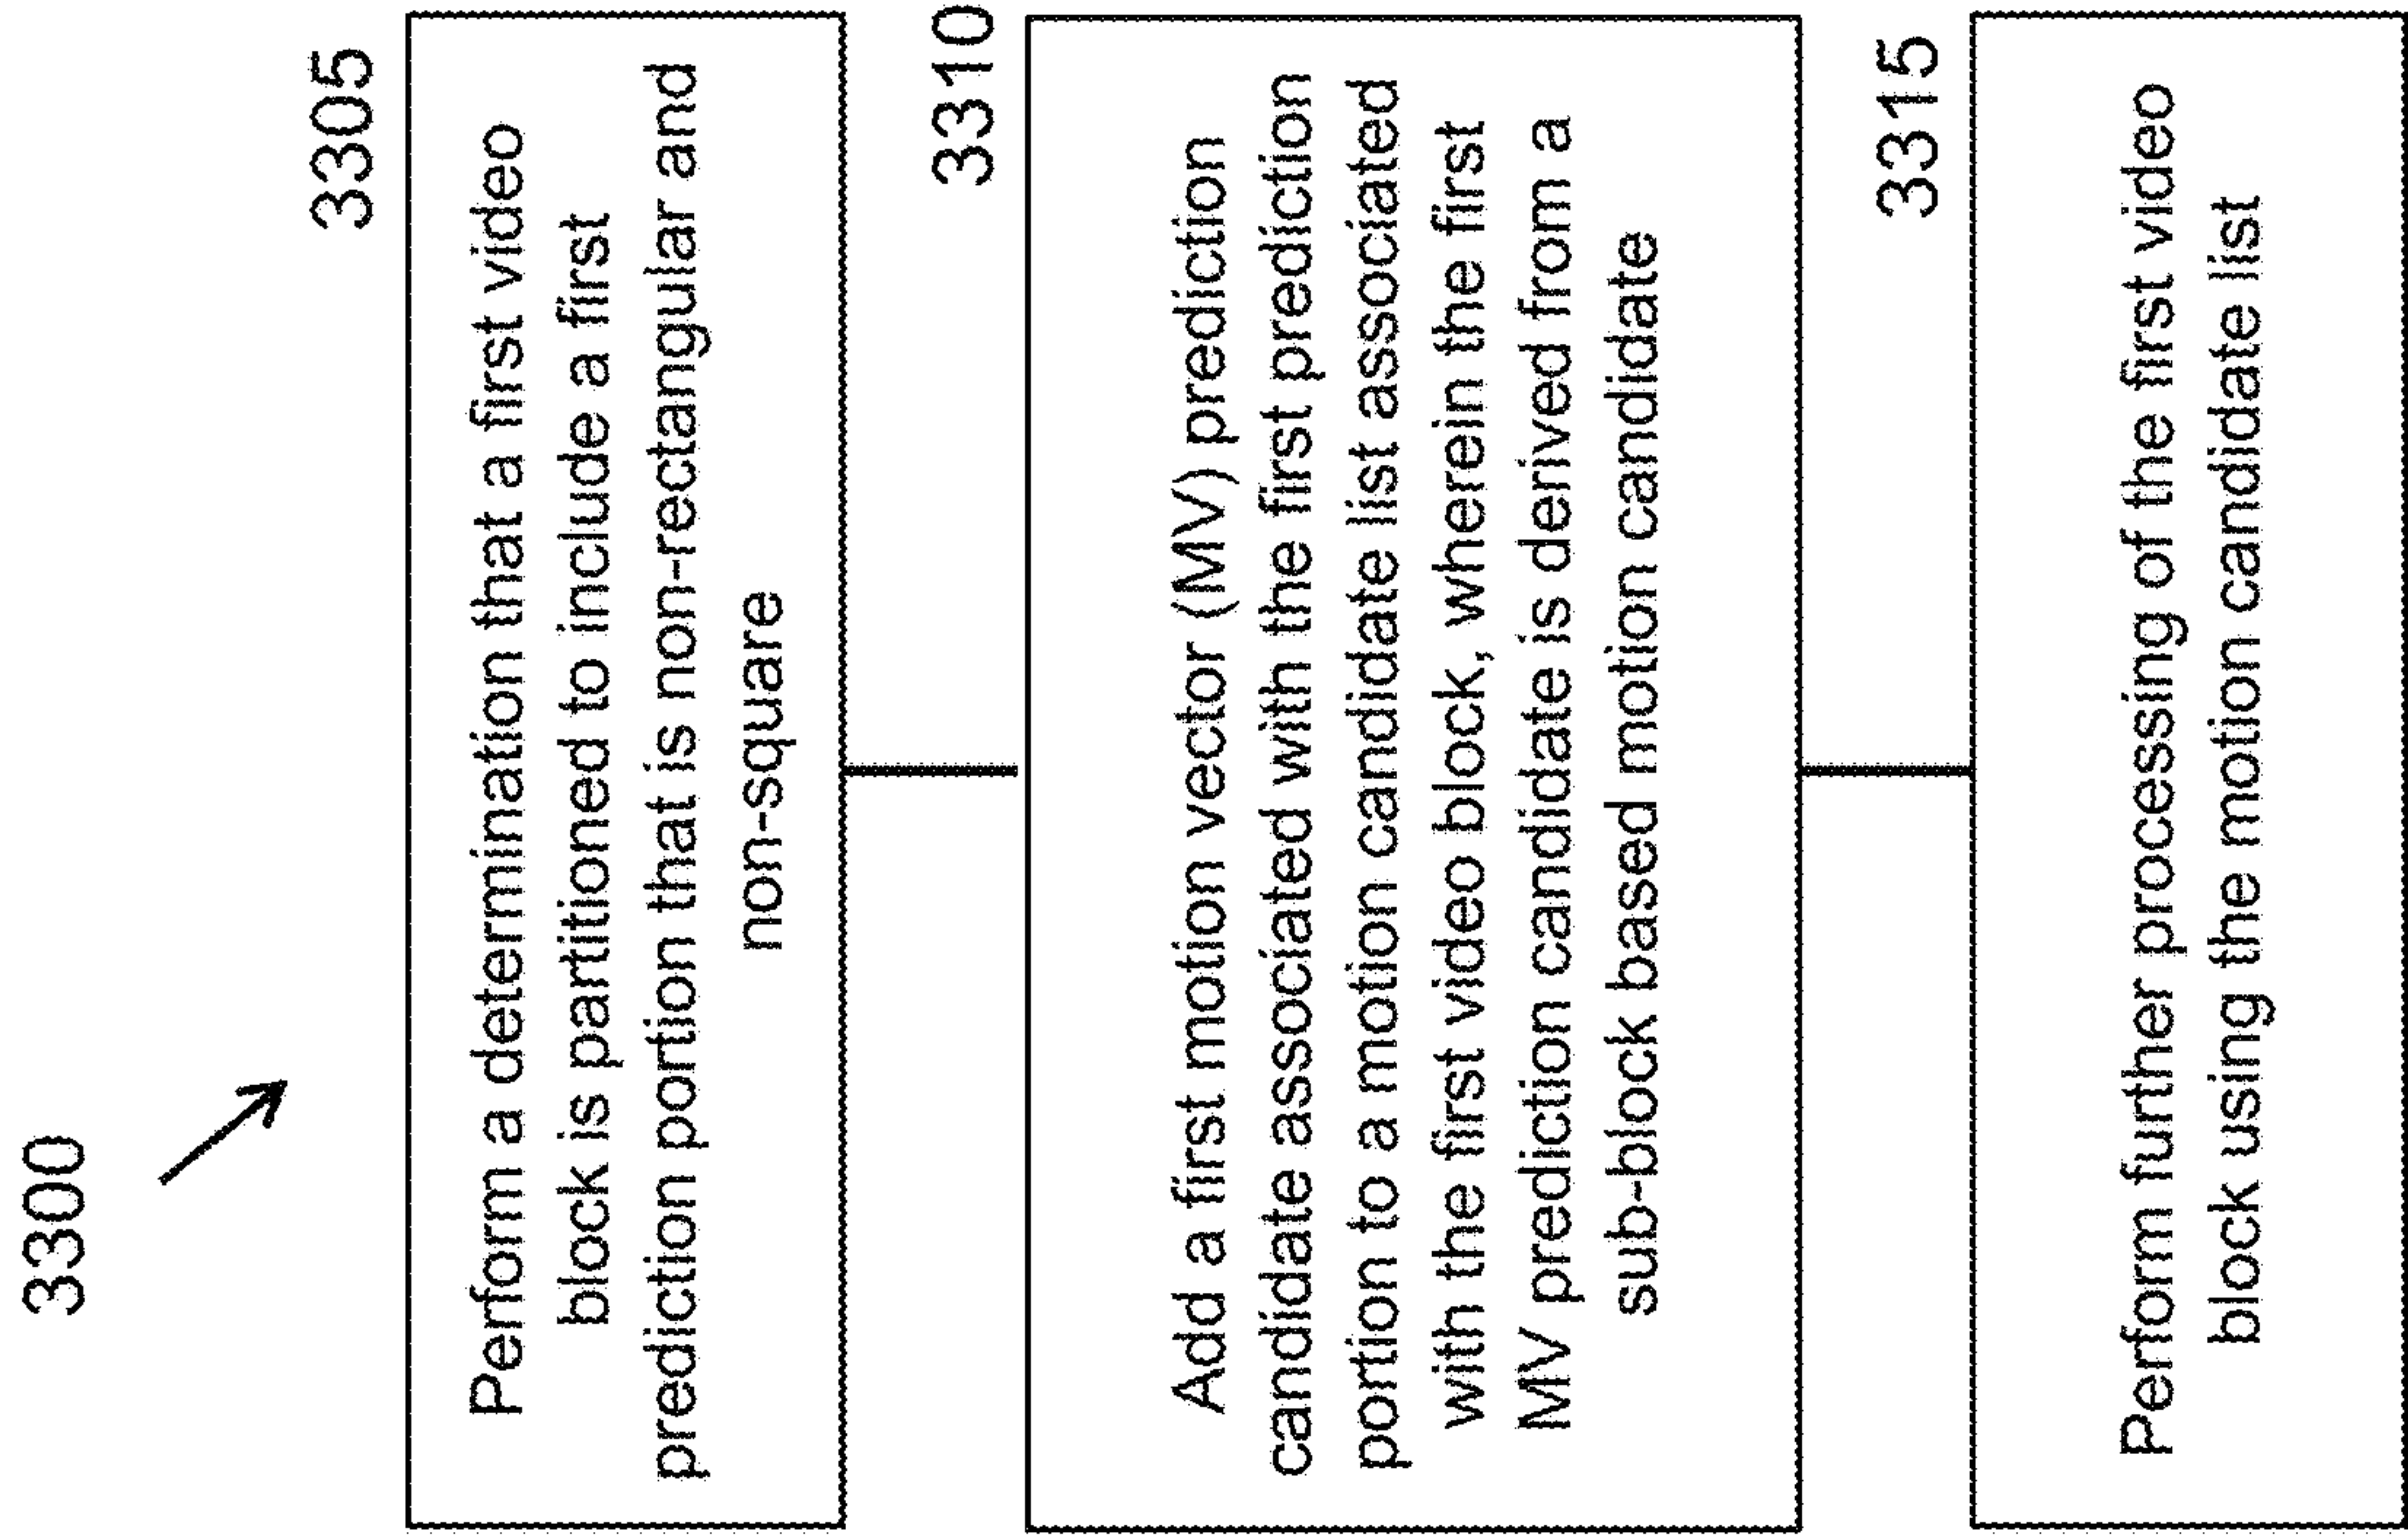 3300
3305
Perform a determination that a first video
block is partitioned to include a first
prediction portion that is non-rectangular and
non-square
3310
Add a first motion vector (MV) prediction
candidate associated with the first prediction
portion to a motion candidate list associated
with the first video block, wherein the first
MV prediction candidate is derived from a
sub-block based motion candidate
3315
Perform further processing of the first video
block using the motion candidate list